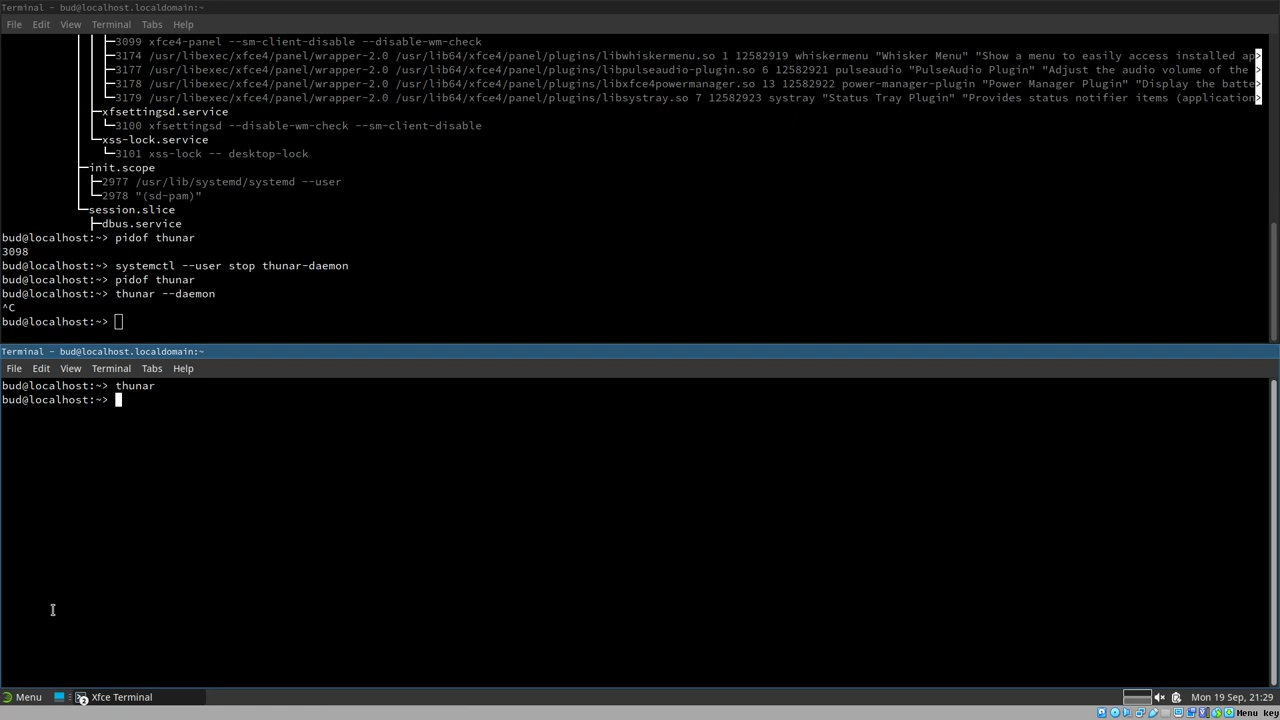 Terminal - bud@localhost.localdomain:~
File Edit View Terminal Tabs Help
3099 xfce4-panel --sm-client-disable --disable-wm-check
3174 /usr/libexec/xfce4/panel/wrapper-2.0 /usr/lib64/xfce4/panel/plugins/libwhiskermenu.so 1 12582919 whiskermenu "Whisker Menu" "Show a menu to easily access installed ap>
3177 /usr/libexec/xfce4/panel/wrapper-2.0 /usr/lib64/xfce4/panel/plugins/libpulseaudio-plugin.so 6 12582921 pulseaudio "PulseAudio Plugin" "Adjust the audio volume of the >
3178 /usr/libexec/xfce4/panel/wrapper-2.0 /usr/lib64/xfce4/panel/plugins/libxfce4powermanager.so 13 12582922 power-manager-plugin "Power Manager Plugin" "Display the batte>
3179 /usr/libexec/xfce4/panel/wrapper-2.0 /usr/lib64/xfce4/panel/plugins/libsystray.so 7 12582923 systray "Status Tray Plugin" "Provides status notifier items (application>
xfsettingsd.service
3100 xfsettingsd --disable-wm-check --sm-client-disable
xss-lock.service
3101 xss-lock -- desktop-lock
init.scope
2977 /usr/lib/systemd/systemd --user
2978 "(sd-pam)"
session.slice
dbus.service
bud@localhost:~> pidof thunar
3098
bud@localhost:~> systemctl --user stop thunar-daemon
bud@localhost:~> pidof thunar
bud@localhost:~> thunar --daemon
^C
bud@localhost:~>
Terminal - bud@localhost.localdomain:~
File Edit View Terminal Tabs Help
bud@localhost:~> thunar
bud@localhost:~>
Menu 2 Xfce Terminal Mon 19 Sep, 21:29
Menu key